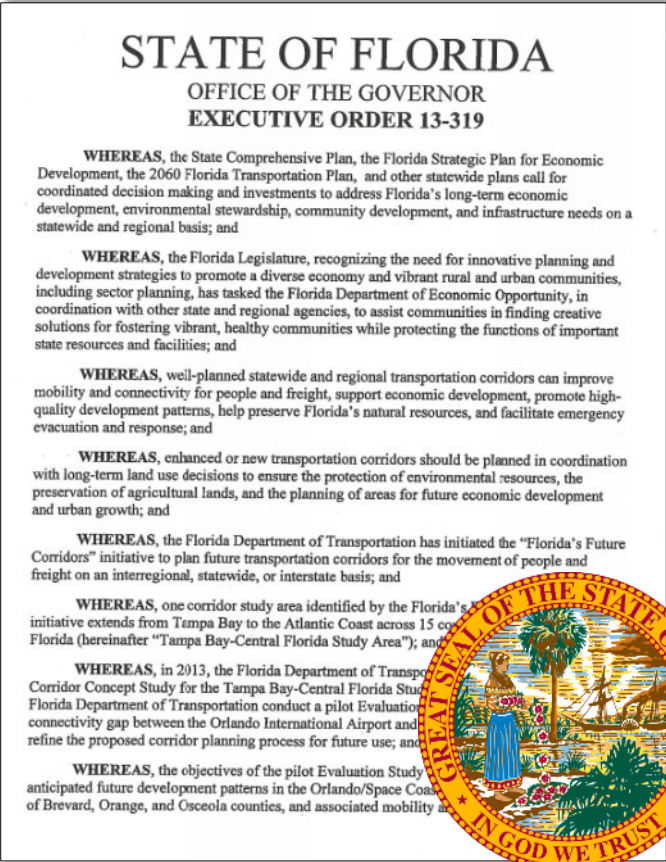 STATE OF FLORIDA
OFFICE OF THE GOVERNOR
EXECUTIVE ORDER 13-319
WHEREAS, the State Comprehensive Plan, the Florida Strategic Plan for Economic
Development, the 2060 Florida Transportation Plan, and other statewide plans call for
coordinated decision making and investments to address Florida's long-term economic
development, environmental stewardship, community development, and infrastructure needs on a
statewide and regional basis; and
WHEREAS, the Florida Legislature, recognizing the need for innovative planning and
development strategies to promote a diverse economy and vibrant rural and urban communities,
including sector planning, has tasked the Florida Department of Economic Opportunity, in
coordination with other state and regional agencies, to assist communities in finding creative
solutions for fostering vibrant, healthy communities while protecting the functions of important
state resources and facilities; and
WHEREAS, well-planned statewide and regional transportation corridors can improve
mobility and connectivity for people and freight, support economic development, promote high-
quality development patterns, help preserve Florida's natural resources, and facilitate emergency
evacuation and response; and
WHEREAS, enhanced or new transportation corridors should be planned in coordination
with long-term land use decisions to ensure the protection of environmental resources, the
preservation of agricultural lands, and the planning of areas for future economic development
and urban growth; and
WHEREAS, the Florida Department of Transportation has initiated the "Florida's Future
Corridors" initiative to plan future transportation corridors for the movement of people and
freight on an interregional, statewide, or interstate basis; and
WHEREAS, one corridor study area identified by the Florida's
initiative extends from Tampa Bay to the Atlantic Coast across 15
Florida (hereinafter "Tampa Bay-Central Florida Study Area"); and
WHEREAS, in 2013, the Florida Department of
Corridor Concept Study for the Tampa Bay-Central Florida
Florida Department of Transportation conduct a pilot Evaluation
connectivity gap between the Orlando International Airport and
refine the proposed corridor planning process for future use; and
WHEREAS, the objectives of the pilot Evaluation Study
anticipated future development patterns in the Orlando/Space
of Brevard, Orange, and Osceola counties, and associated mobility
GREAT SEAL OF THE STATE
IN GOD WE TRUST